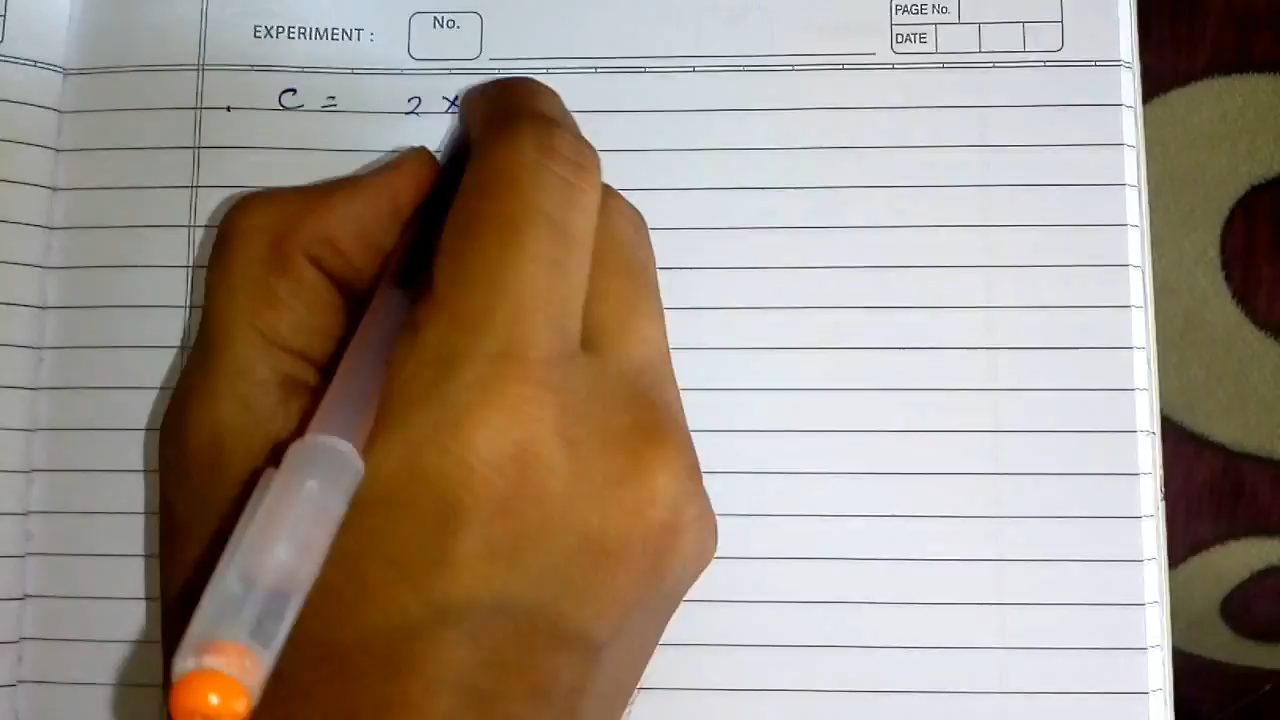 EXPERIMENT :
No.
PAGE No.
DATE
C = 2 ×